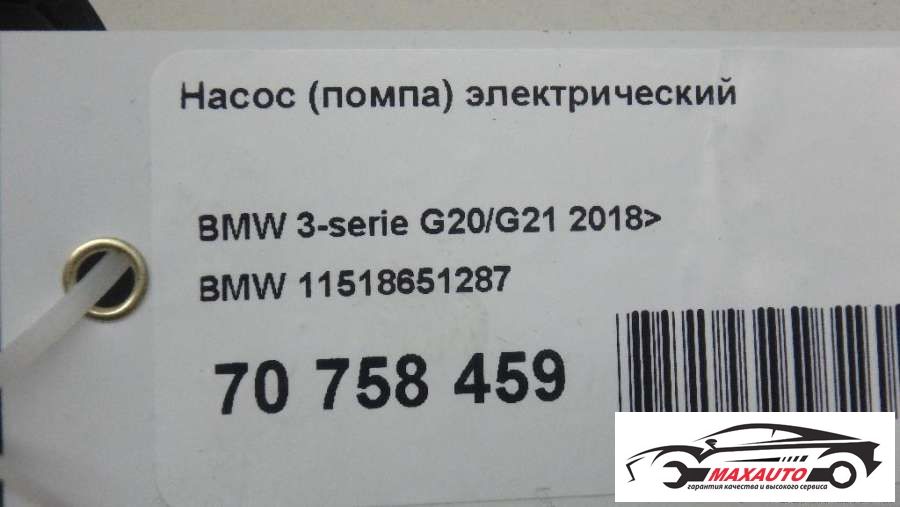 Насос (помпа) электрический
BMW 3-serie G20/G21 2018>
BMW 11518651287
70 758 459
MAXAUTO
гарантия качества и высокого сервиса